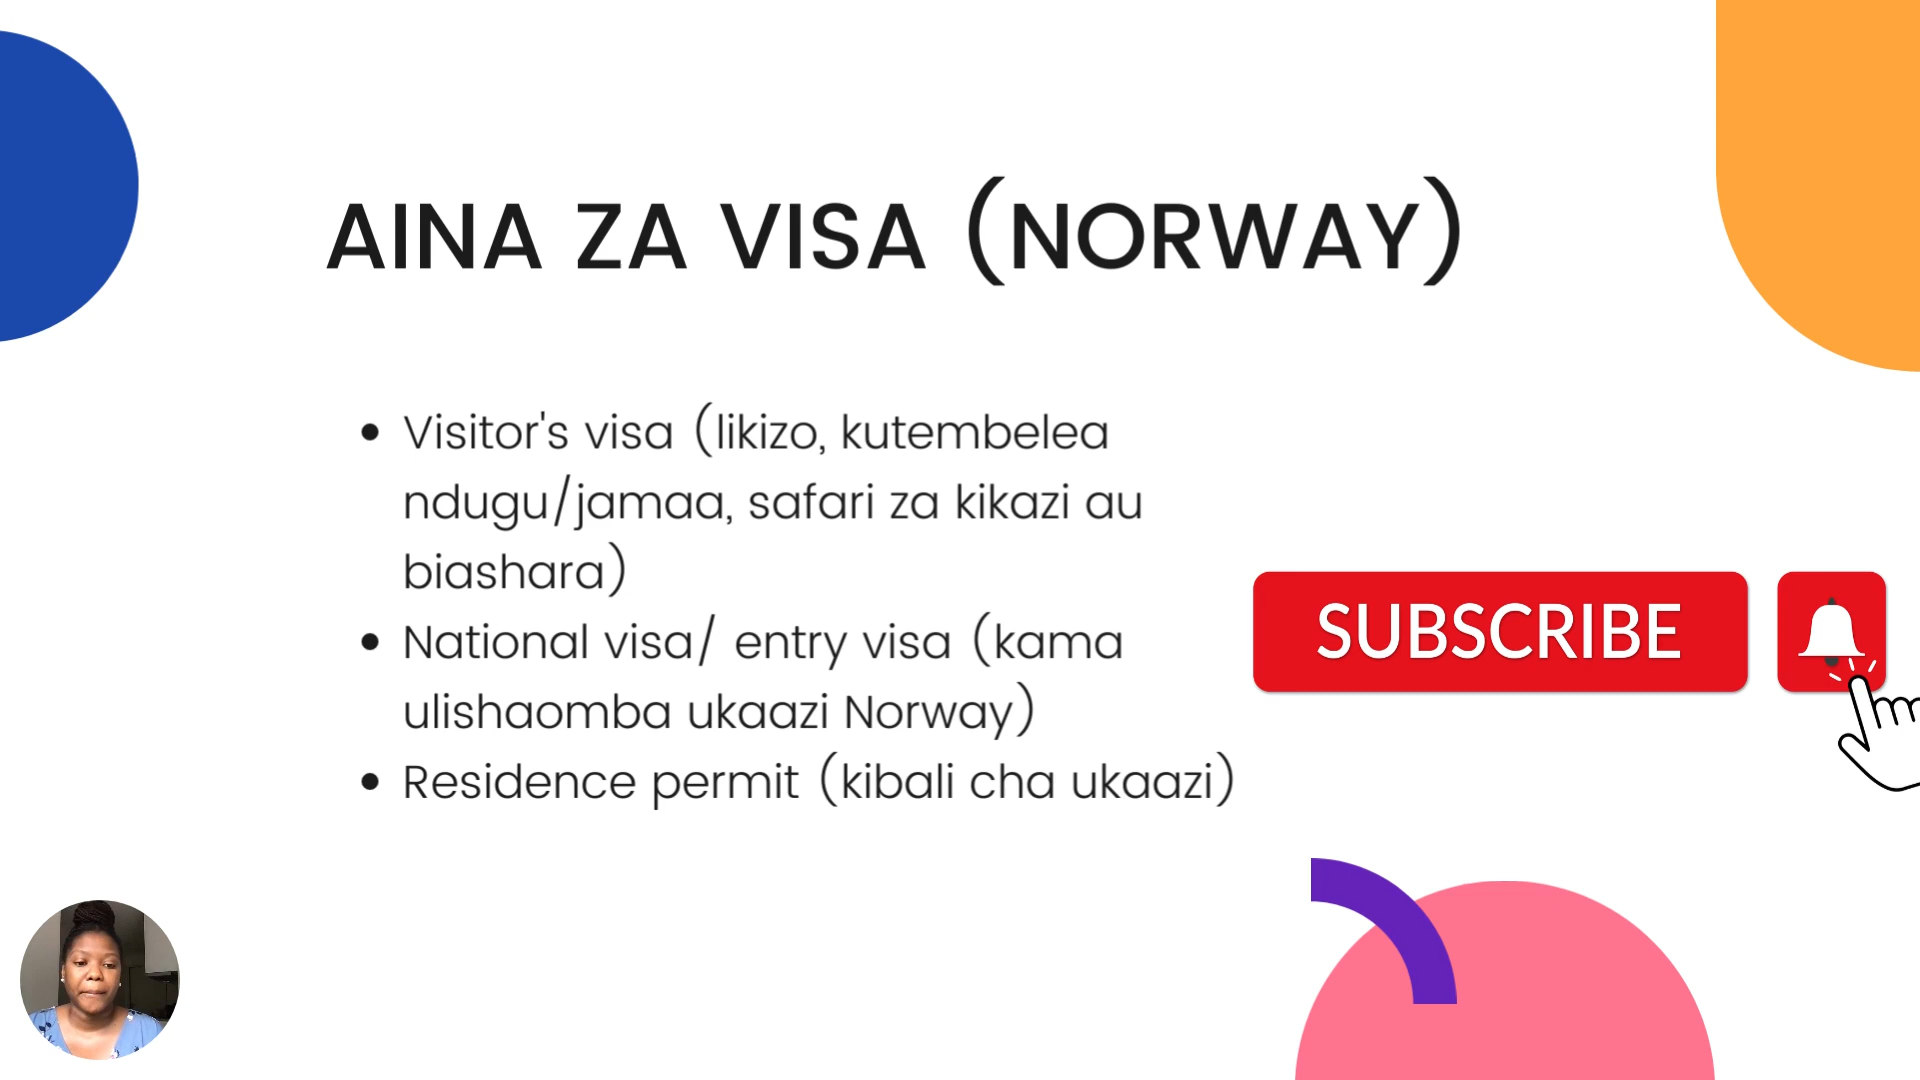 AINA ZA VISA (NORWAY)
• Visitor's visa (likizo, kutembelea
ndugu/jamaa, safari za kikazi au
biashara)
• National visa/ entry visa (kama
ulishaomba ukaazi Norway)
• Residence permit (kibali cha ukaazi)
SUBSCRIBE